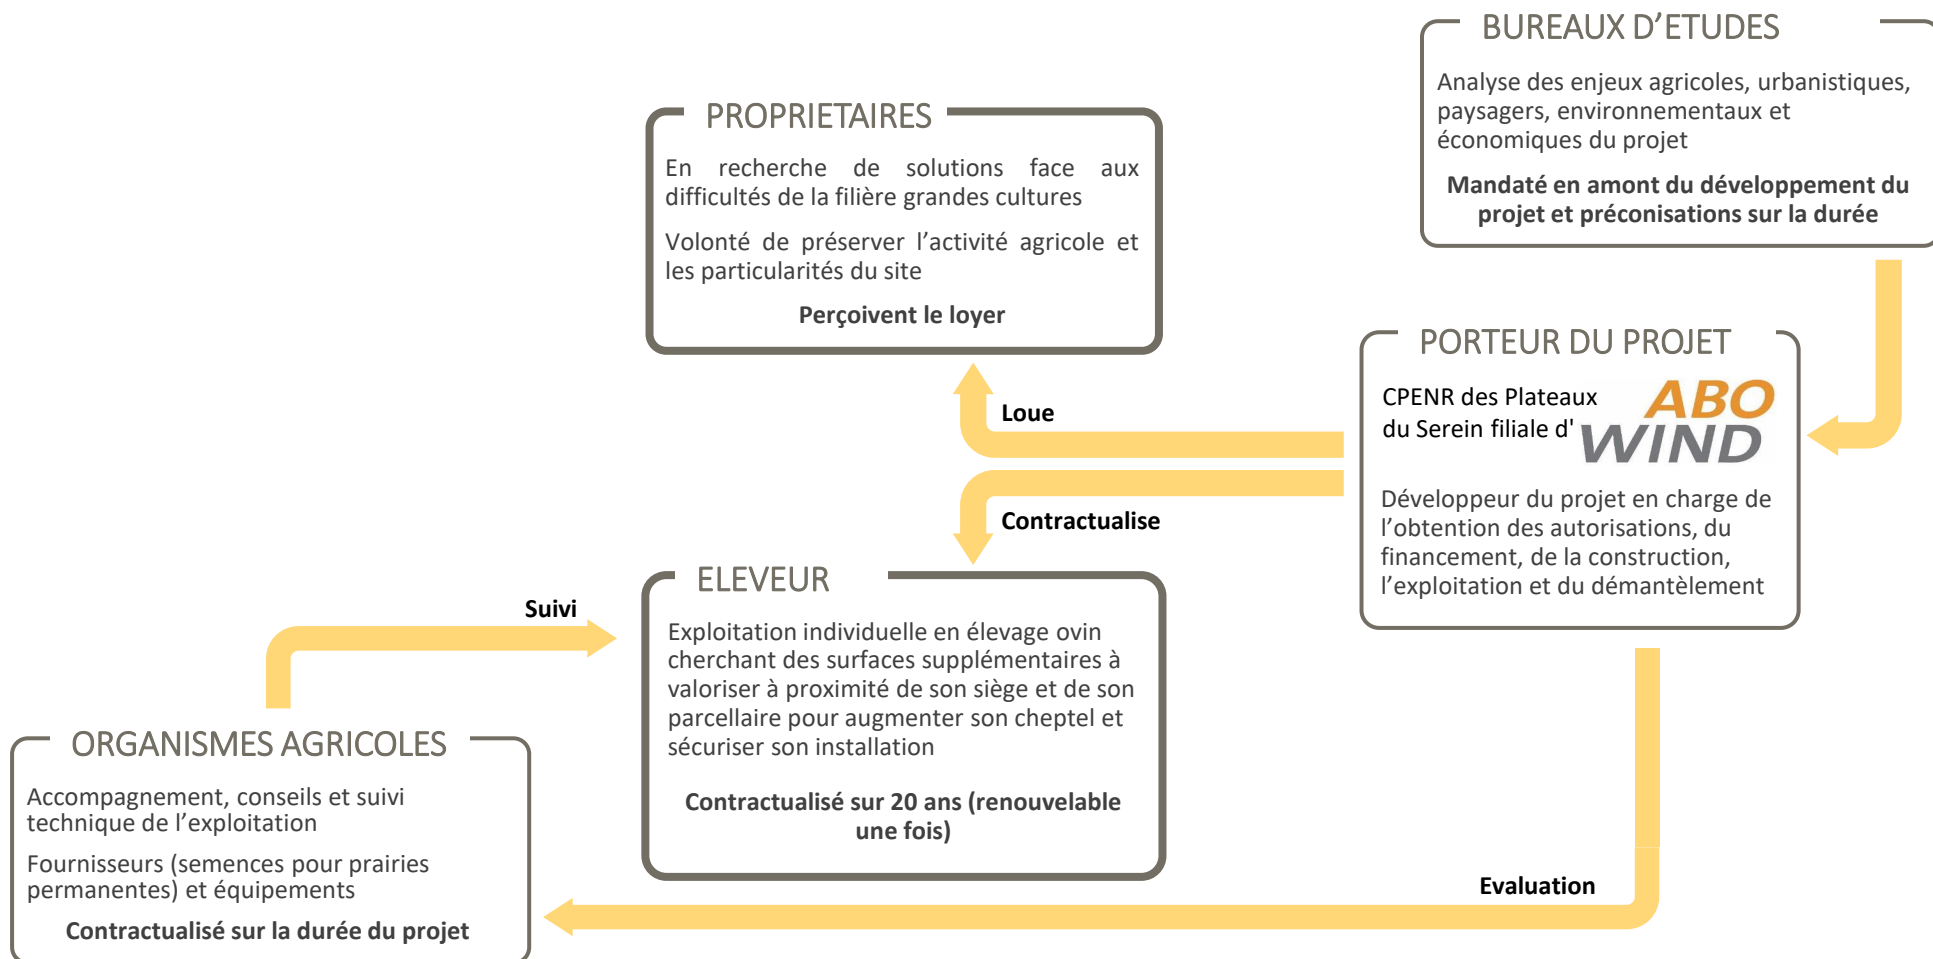 BUREAUX D'ETUDES
Analyse des enjeux agricoles, urbanistiques,
paysagers, environnementaux et
économiques du projet
Mandaté en amont du développement du
projet et préconisations sur la durée
PROPRIETAIRES
En recherche de solutions face aux
difficultés de la filière grandes cultures
Volonté de préserver l’activité agricole et
les particularités du site
Perçoivent le loyer
PORTEUR DU PROJET
CPENR des Plateaux
du Serein filiale d'
ABO
WIND
Développeur du projet en charge de
l’obtention des autorisations, du
financement, de la construction,
l’exploitation et du démantèlement
Loue
Contractualise
ELEVEUR
Exploitation individuelle en élevage ovin
cherchant des surfaces supplémentaires à
valoriser à proximité de son siège et de son
parcellaire pour augmenter son cheptel et
sécuriser son installation
Contractualisé sur 20 ans (renouvelable
une fois)
Suivi
ORGANISMES AGRICOLES
Accompagnement, conseils et suivi
technique de l’exploitation
Fournisseurs (semences pour prairies
permanentes) et équipements
Contractualisé sur la durée du projet
Evaluation